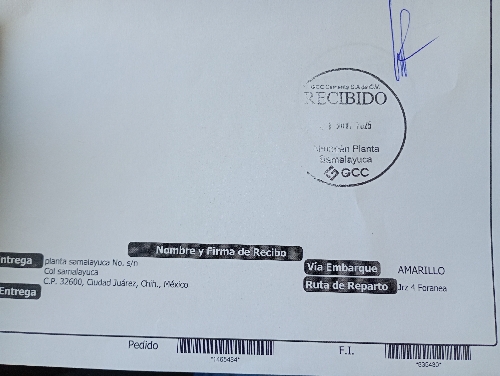 GCC Cemento S.A de C.V.
RECIBIDO
Planta
Samalayuca
GCC
Nombre y Firma de Recibo
Entrega
planta samalayuca No. s/n
Col samalayuca
C.P. 32600, Ciudad Juárez, Chih., México
Entrega
Vía Embarque AMARILLO
Ruta de Reparto Jrz 4 Foranea
Pedido
*1465434*
F.I.